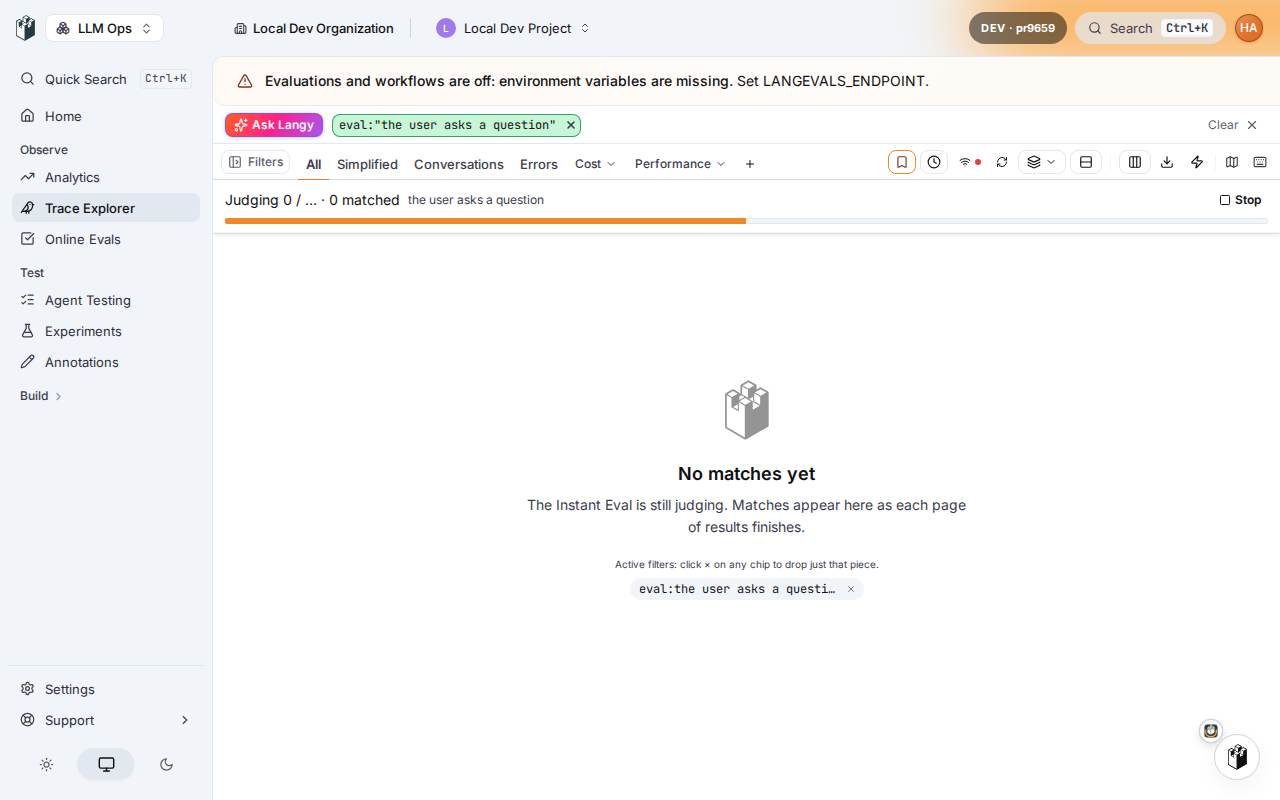 LLM Ops
Local Dev Organization
L
Local Dev Project
DEV · pr9659
Search
Ctrl+K
HA
Quick Search
Ctrl+K
Home
Observe
Analytics
Trace Explorer
Online Evals
Test
Agent Testing
Experiments
Annotations
Build
Settings
Support
Evaluations and workflows are off: environment variables are missing. Set LANGEVALS_ENDPOINT.
Ask Langy
eval:"the user asks a question"
Clear
Filters
All
Simplified
Conversations
Errors
Cost
Performance
Judging 0 / ... · 0 matched the user asks a question
Stop
No matches yet
The Instant Eval is still judging. Matches appear here as each page
of results finishes.
Active filters: click × on any chip to drop just that piece.
eval:the user asks a questi…